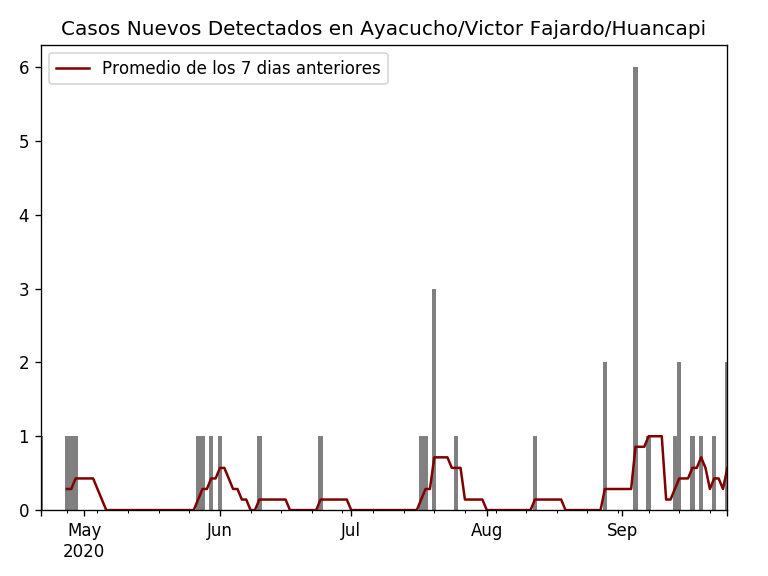 Casos Nuevos Detectados en Ayacucho/Victor Fajardo/Huancapi
Promedio de los 7 dias anteriores
6
5
4
3
2
1
0
May
2020
Jun
Jul
Aug
Sep